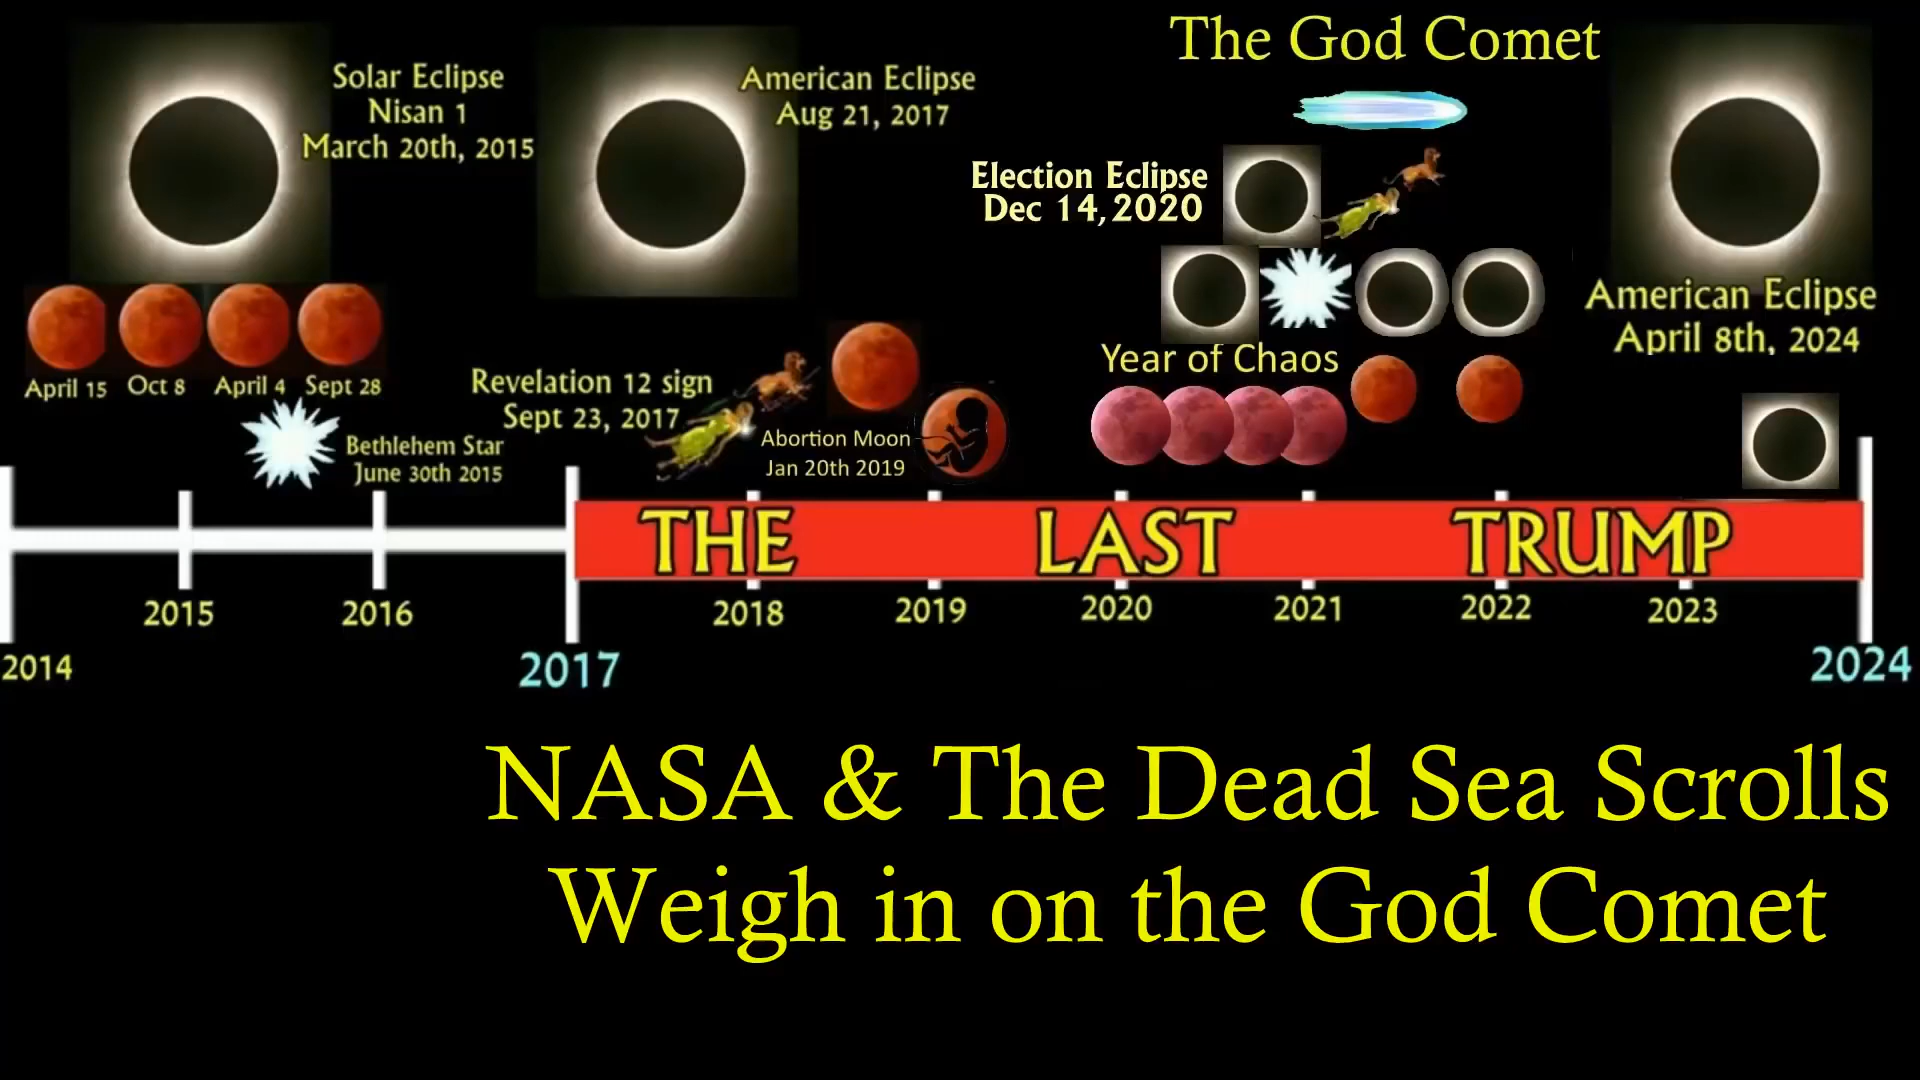 The God Comet
Solar Eclipse
Nisan 1
March 20th, 2015
American Eclipse
Aug 21, 2017
Election Eclipse
Dec 14, 2020
American Eclipse
April 8th, 2024
April 15
Oct 8
April 4
Sept 28
Bethlehem Star
June 30th 2015
Revelation 12 sign
Sept 23, 2017
Abortion Moon
Jan 20th 2019
Year of Chaos
THE LAST TRUMP
2014
2015
2016
2017
2018
2019
2020
2021
2022
2023
2024
NASA & The Dead Sea Scrolls
Weigh in on the God Comet